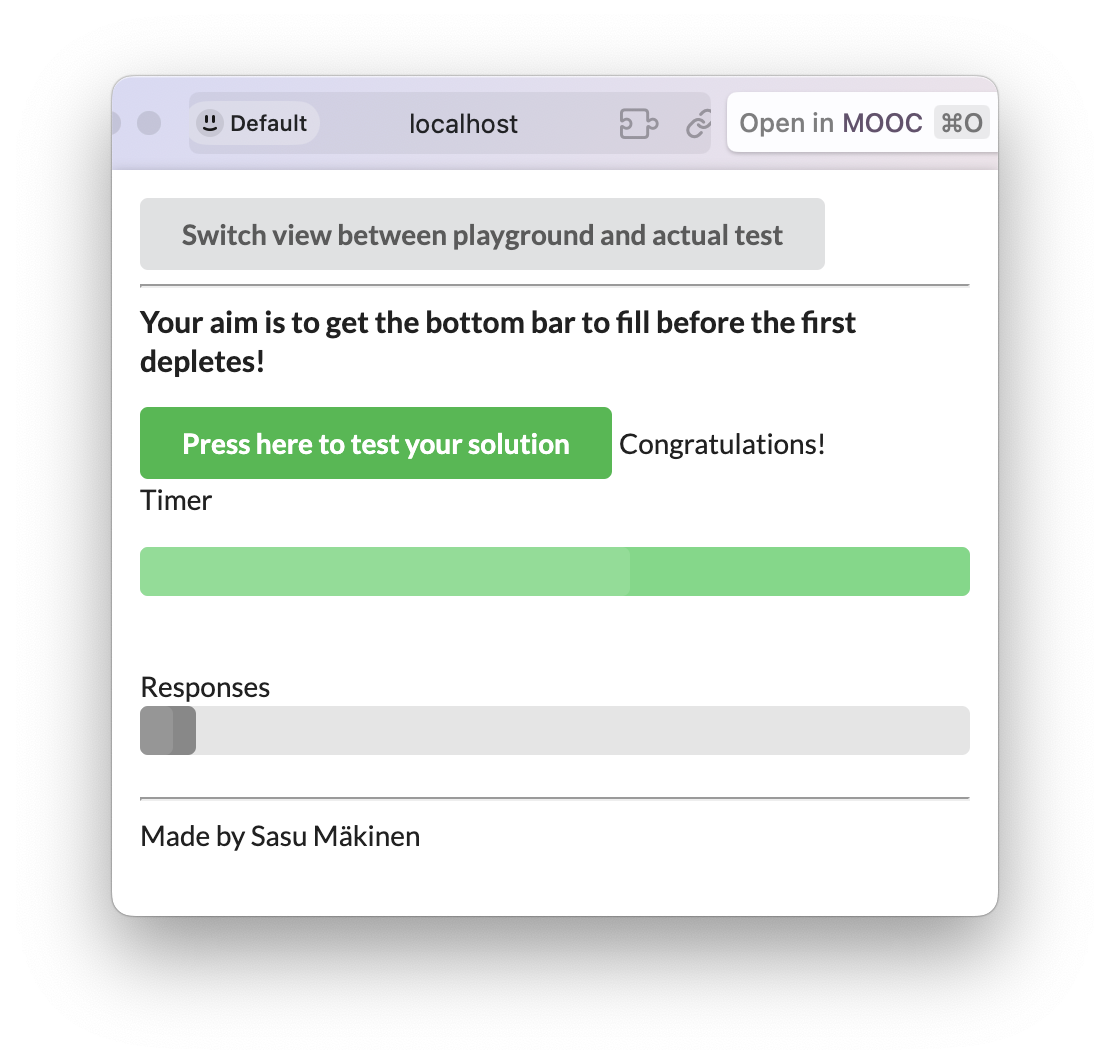 Default localhost Open in MOOC ⌘O
Switch view between playground and actual test
Your aim is to get the bottom bar to fill before the first
depletes!
Press here to test your solution Congratulations!
Timer
Responses
Made by Sasu Mäkinen